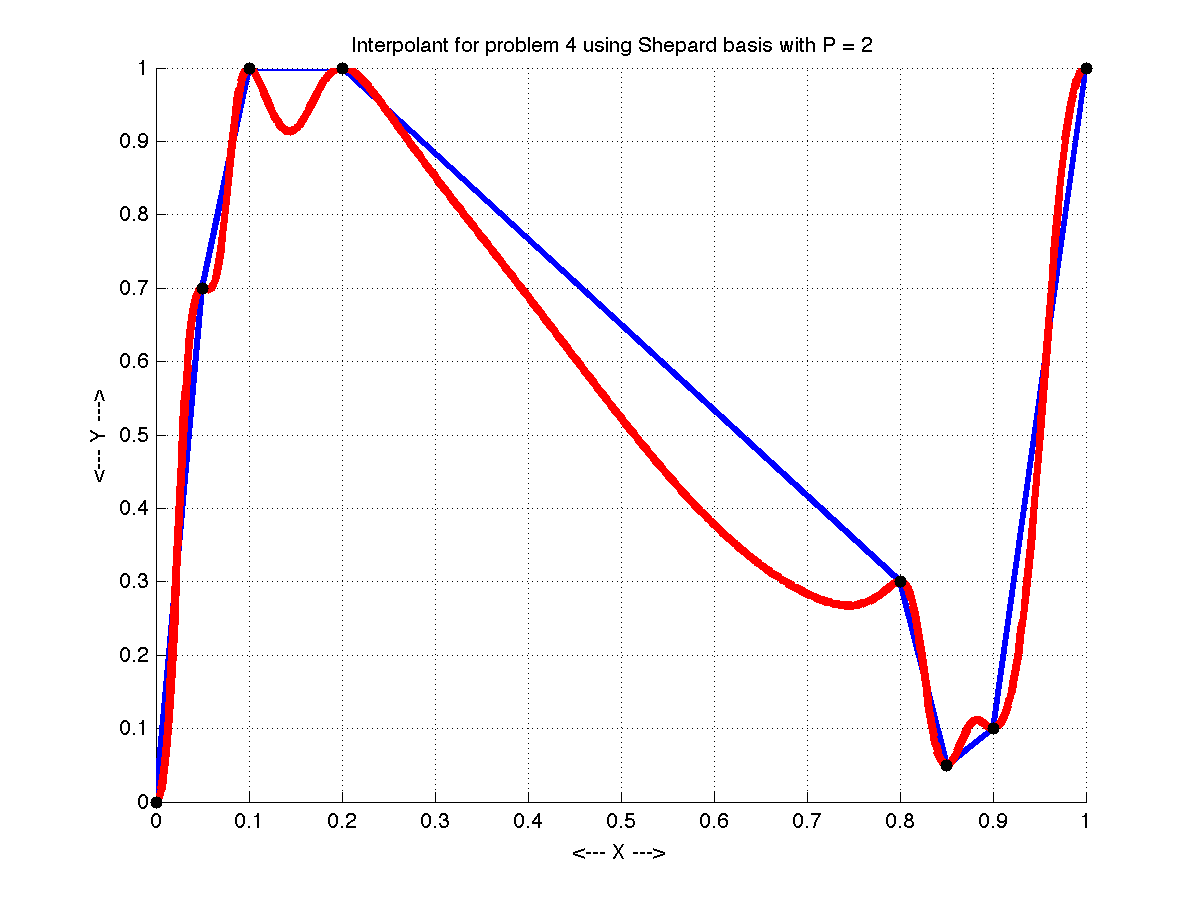 Interpolant for problem 4 using Shepard basis with P = 2
1
0.9
0.8
0.7
0.6
0.5
0.4
0.3
0.2
0.1
0
<--- Y --->
0 0.1 0.2 0.3 0.4 0.5 0.6 0.7 0.8 0.9 1
<--- X --->